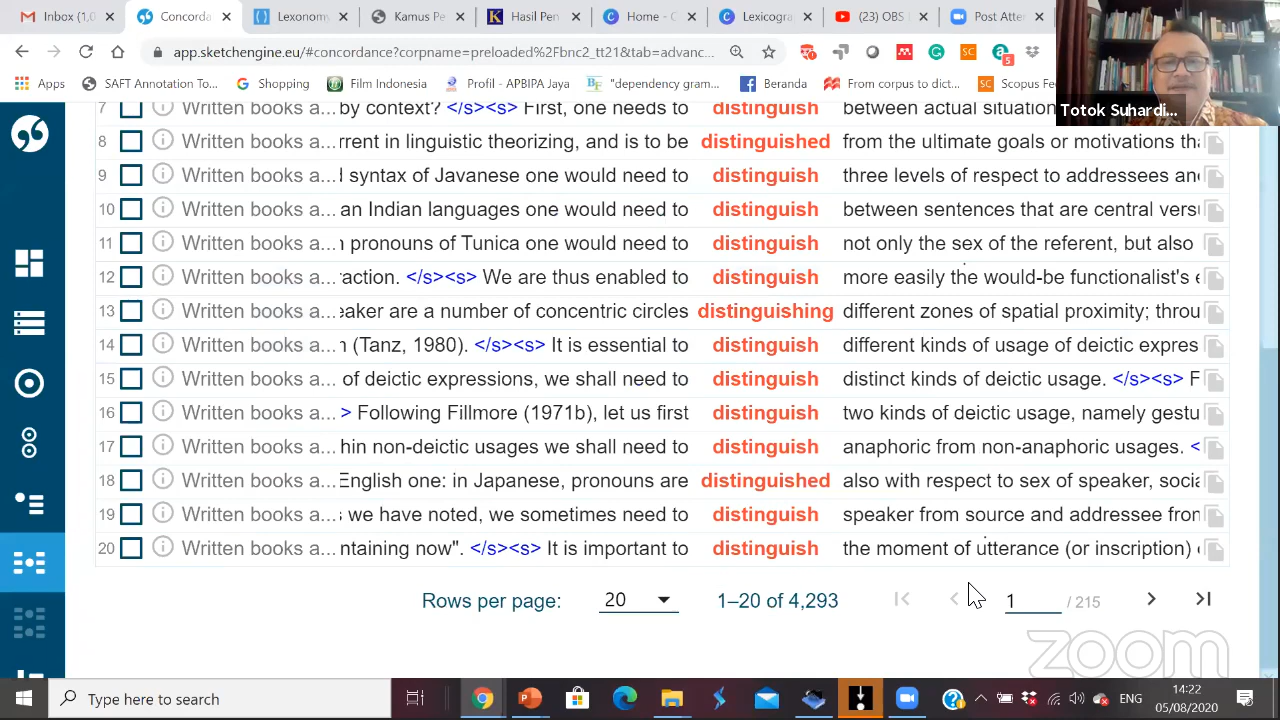 Inbox (1,0
Concorda
Lexonomy
Kamus Pe
Hasil Pen
Home - C
Lexicogra
(23) OBS
Post Atter
app.sketchengine.eu/#concordance?corpname=preloaded%2Fbnc2_tt21&tab=advanc...
5
Apps
SAFT Annotation To...
Shopping
Film Indonesia
Profil - APBIPA Jaya
"dependency gram...
Beranda
From corpus to dict...
Scopus Feed
Totok Suhardi...
7 Written books a... by context? </s><s> First, one needs to distinguish between actual situation
8 Written books a... rrent in linguistic theorizing, and is to be distinguished from the ultimate goals or motivations tha
9 Written books a... d syntax of Javanese one would need to distinguish three levels of respect to addressees and
10 Written books a... an Indian languages one would need to distinguish between sentences that are central versu
11 Written books a... n pronouns of Tunica one would need to distinguish not only the sex of the referent, but also
12 Written books a... raction. </s><s> We are thus enabled to distinguish more easily the would-be functionalist's e
13 Written books a... eaker are a number of concentric circles distinguishing different zones of spatial proximity; throu
14 Written books a... n (Tanz, 1980). </s><s> It is essential to distinguish different kinds of usage of deictic expres
15 Written books a... of deictic expressions, we shall need to distinguish distinct kinds of deictic usage. </s><s> F
16 Written books a... > Following Fillmore (1971b), let us first distinguish two kinds of deictic usage, namely gestu
17 Written books a... hin non-deictic usages we shall need to distinguish anaphoric from non-anaphoric usages. <
18 Written books a... English one: in Japanese, pronouns are distinguished also with respect to sex of speaker, socia
19 Written books a... s we have noted, we sometimes need to distinguish speaker from source and addressee from
20 Written books a... ntaining now". </s><s> It is important to distinguish the moment of utterance (or inscription)
Rows per page: 20 1–20 of 4,293 1 / 215
zoom
Type here to search
ENG
14:22
05/08/2020